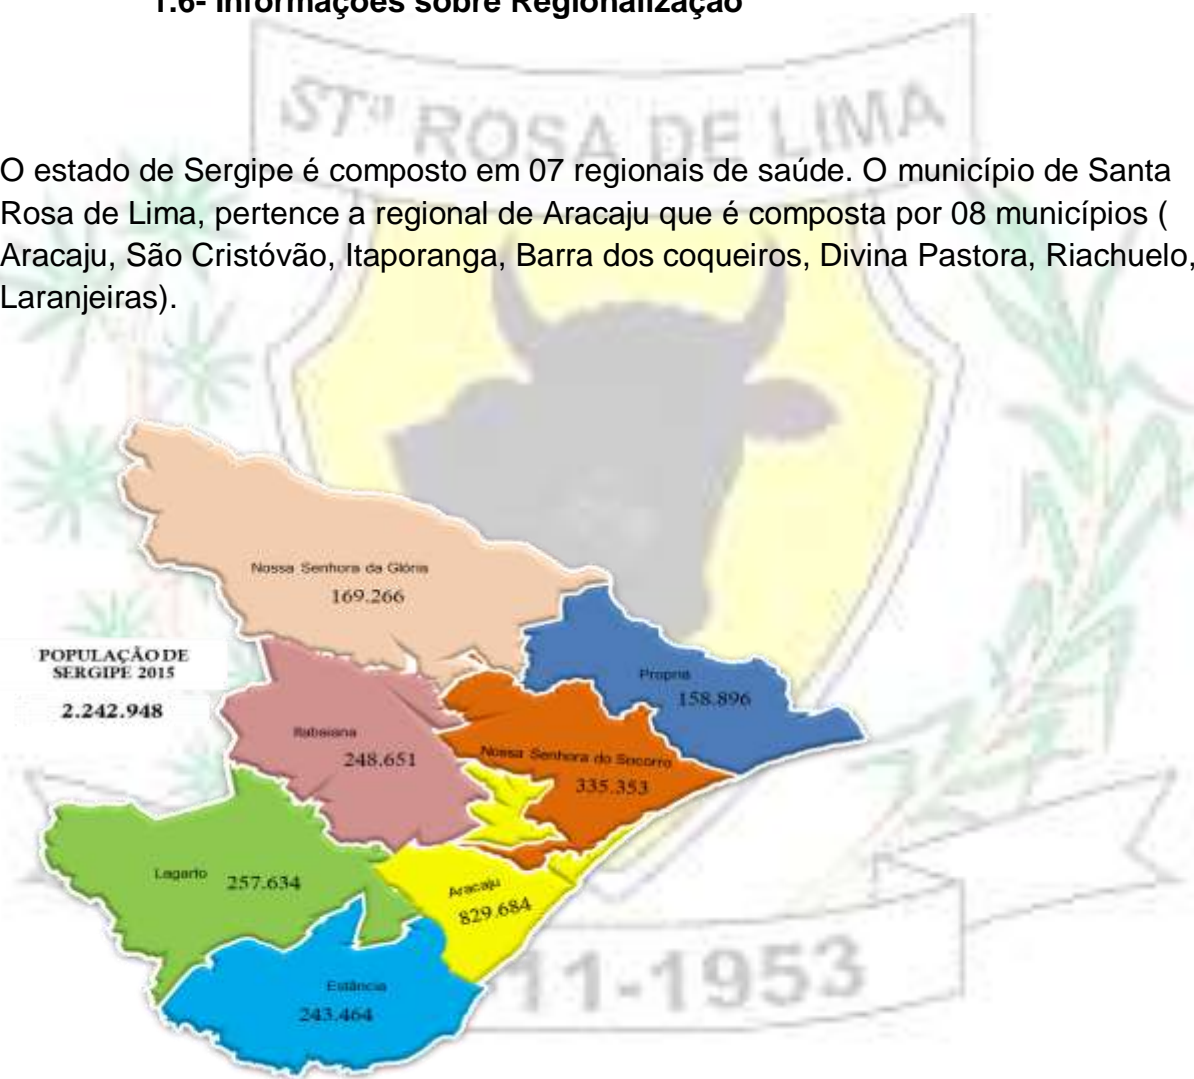 1.6- Informações sobre Regionalização
STª ROSA DE LIMA
O estado de Sergipe é composto em 07 regionais de saúde. O município de Santa
Rosa de Lima, pertence a regional de Aracaju que é composta por 08 municípios (
Aracaju, São Cristóvão, Itaporanga, Barra dos coqueiros, Divina Pastora, Riachuelo,
Laranjeiras).
Nossa Senhora da Glória
169.266
POPULAÇÃO DE
SERGIPE 2015
2.242.948
Propria
158.896
Itabaiana
248.651
Nossa Senhora do Socorro
335.353
Lagarto 257.634
Aracaju
829.684
Estância
243.464
11-1953